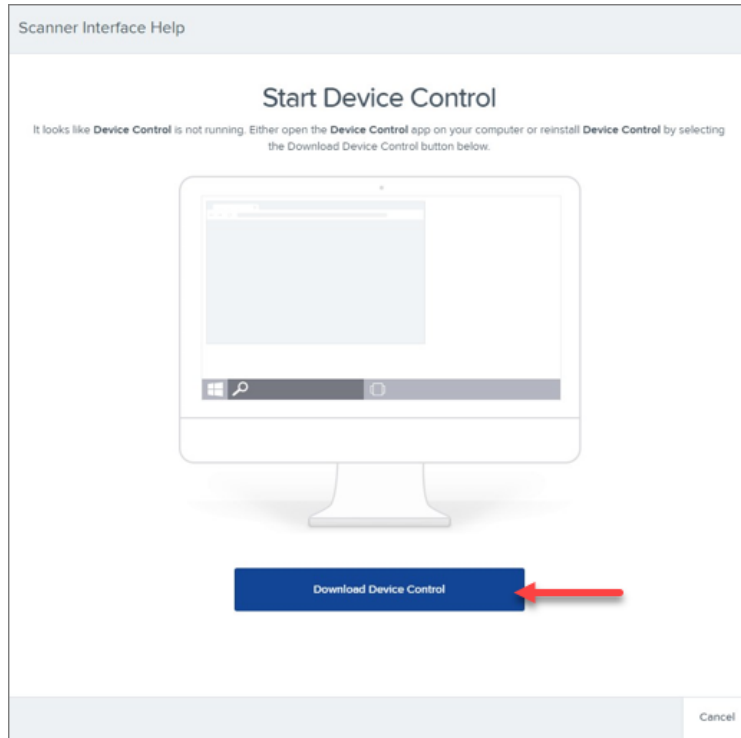 Scanner Interface Help
Start Device Control
It looks like Device Control is not running. Either open the Device Control app on your computer or reinstall Device Control by selecting
the Download Device Control button below.
Download Device Control
Cancel